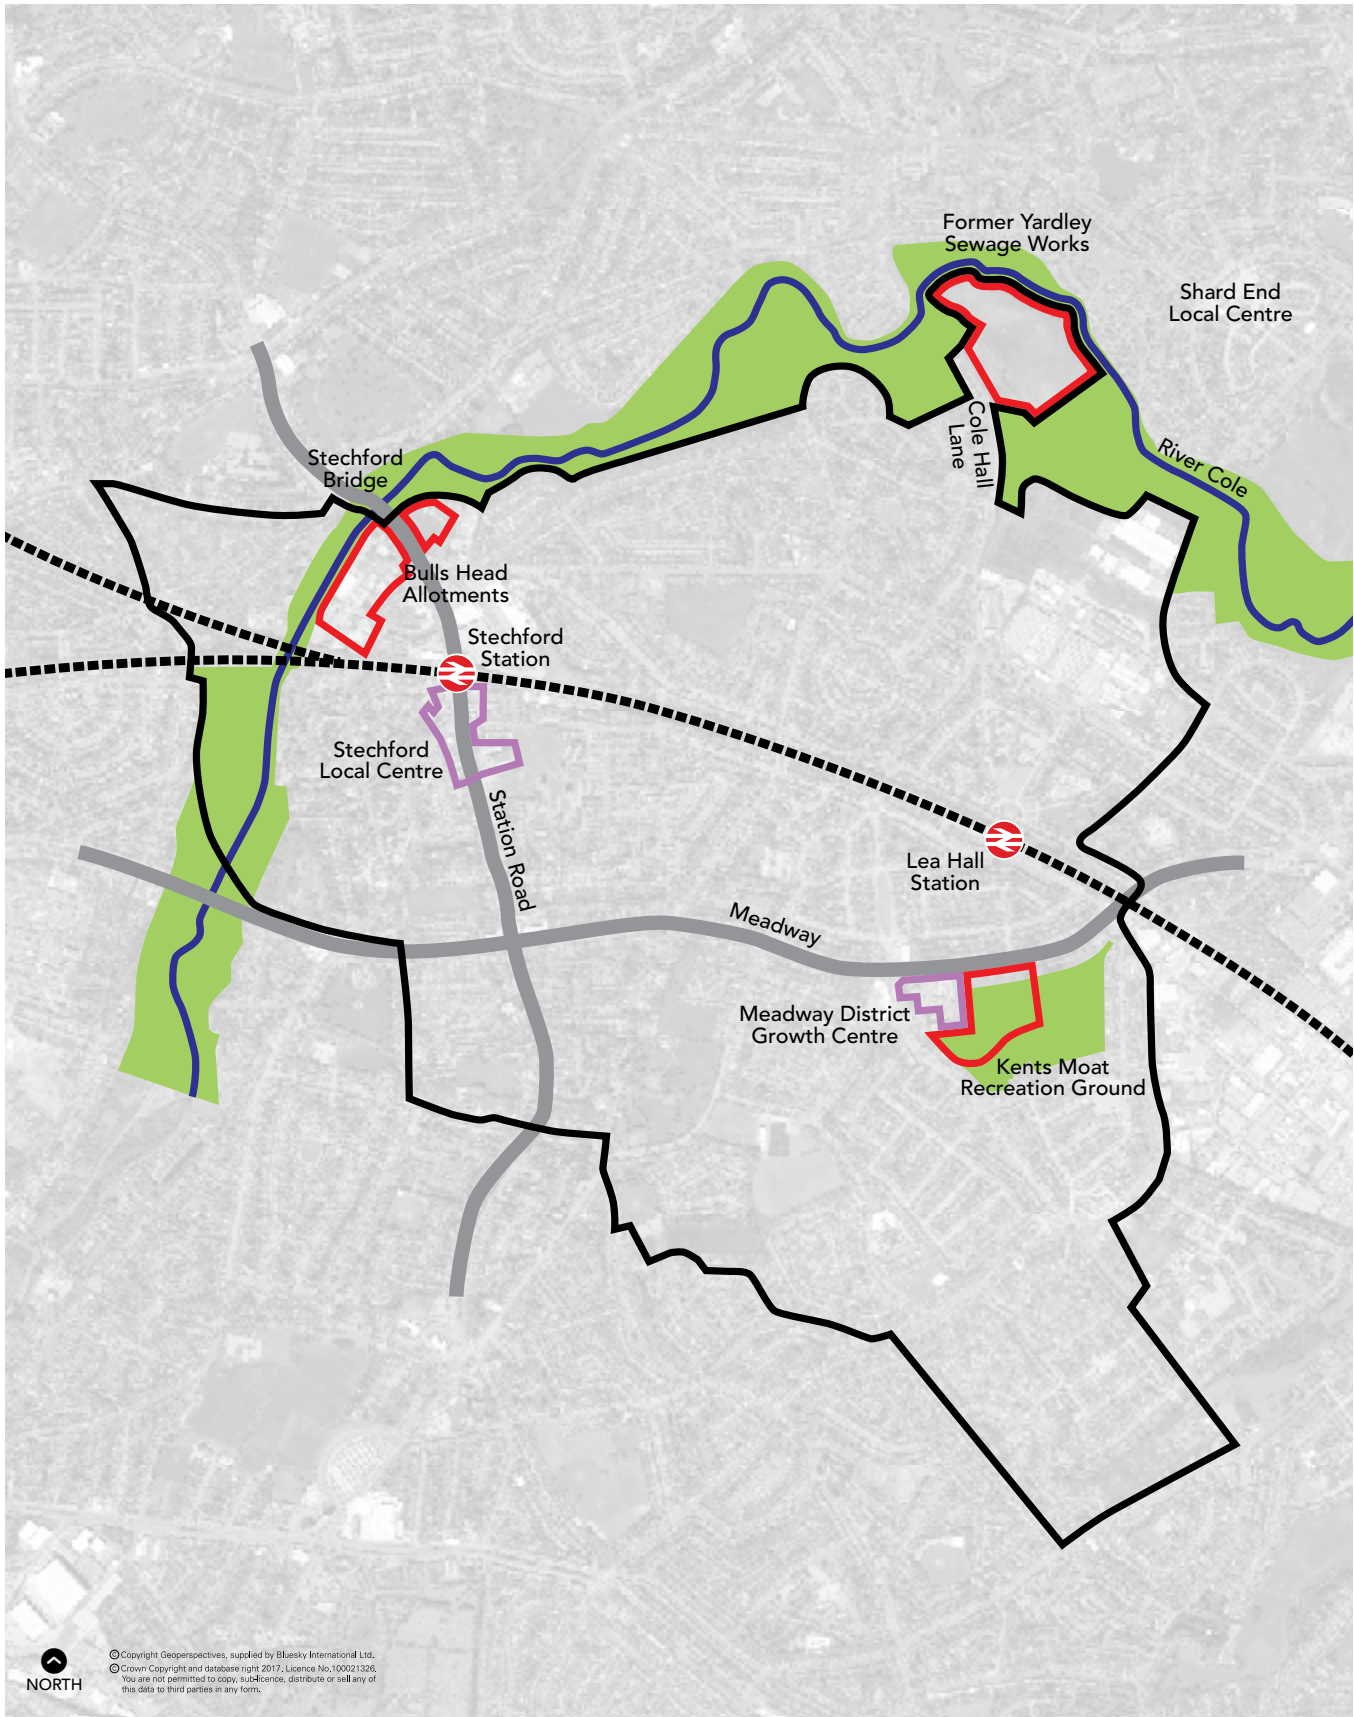 Former Yardley
Sewage Works
Shard End
Local Centre
Cole Hall
Lane
River Cole
Stechford
Bridge
Bulls Head
Allotments
Stechford
Station
Stechford
Local Centre
Station Road
Lea Hall
Station
Meadway
Meadway District
Growth Centre
Kents Moat
Recreation Ground
NORTH
© Copyright Geoperspectives, supplied by Bluesky International Ltd.
© Crown Copyright and database right 2017. Licence No.100021326.
You are not permitted to copy, sub-licence, distribute or sell any of
this data to third parties in any form.